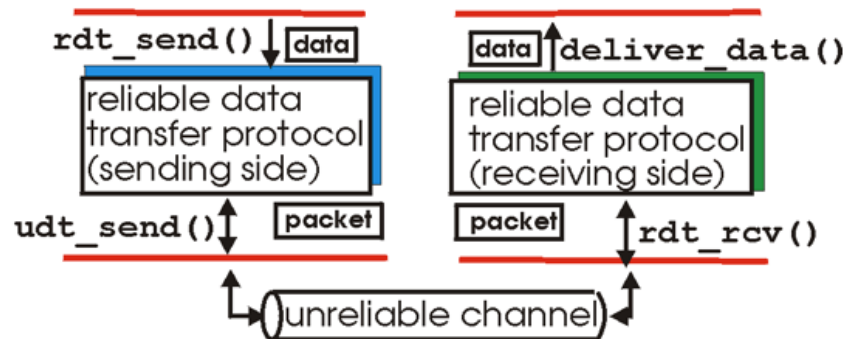 rdt_send()
data
data
deliver_data()
reliable data
transfer protocol
(sending side)
reliable data
transfer protocol
(receiving side)
udt_send()
packet
packet
rdt_rcv()
unreliable channel